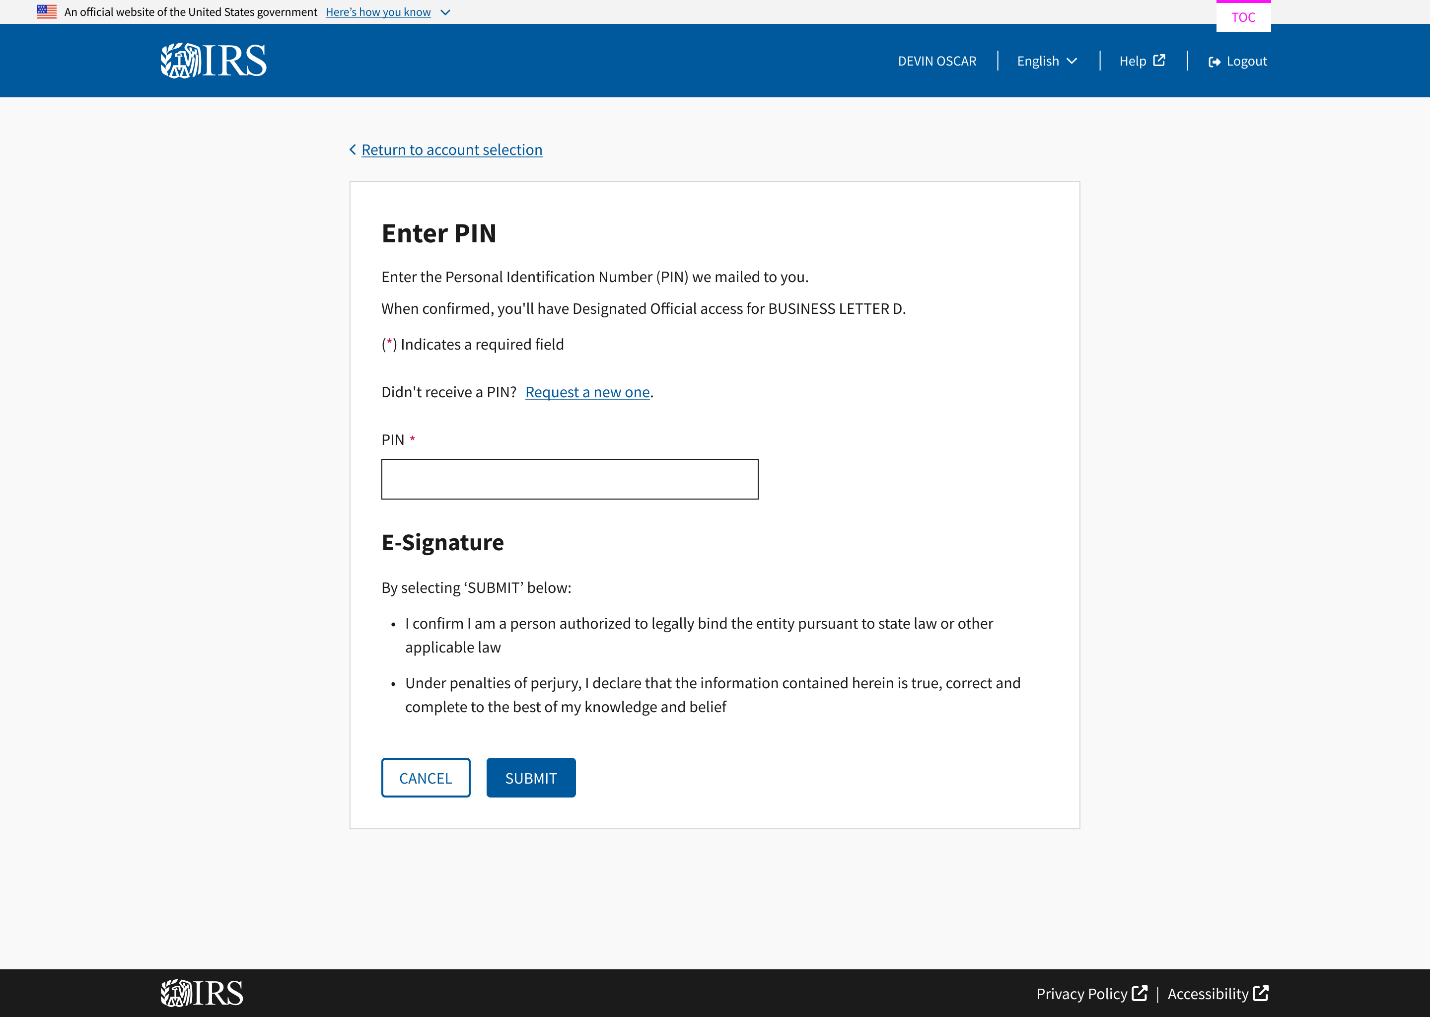 An official website of the United States government Here's how you know
TOC
IRS
DEVIN OSCAR
English
Help
Logout
Return to account selection
Enter PIN
Enter the Personal Identification Number (PIN) we mailed to you.
When confirmed, you'll have Designated Official access for BUSINESS LETTER D.
(*) Indicates a required field
Didn't receive a PIN? Request a new one.
PIN *
E-Signature
By selecting ‘SUBMIT’ below:
• I confirm I am a person authorized to legally bind the entity pursuant to state law or other
applicable law
• Under penalties of perjury, I declare that the information contained herein is true, correct and
complete to the best of my knowledge and belief
CANCEL
SUBMIT
IRS
Privacy Policy | Accessibility